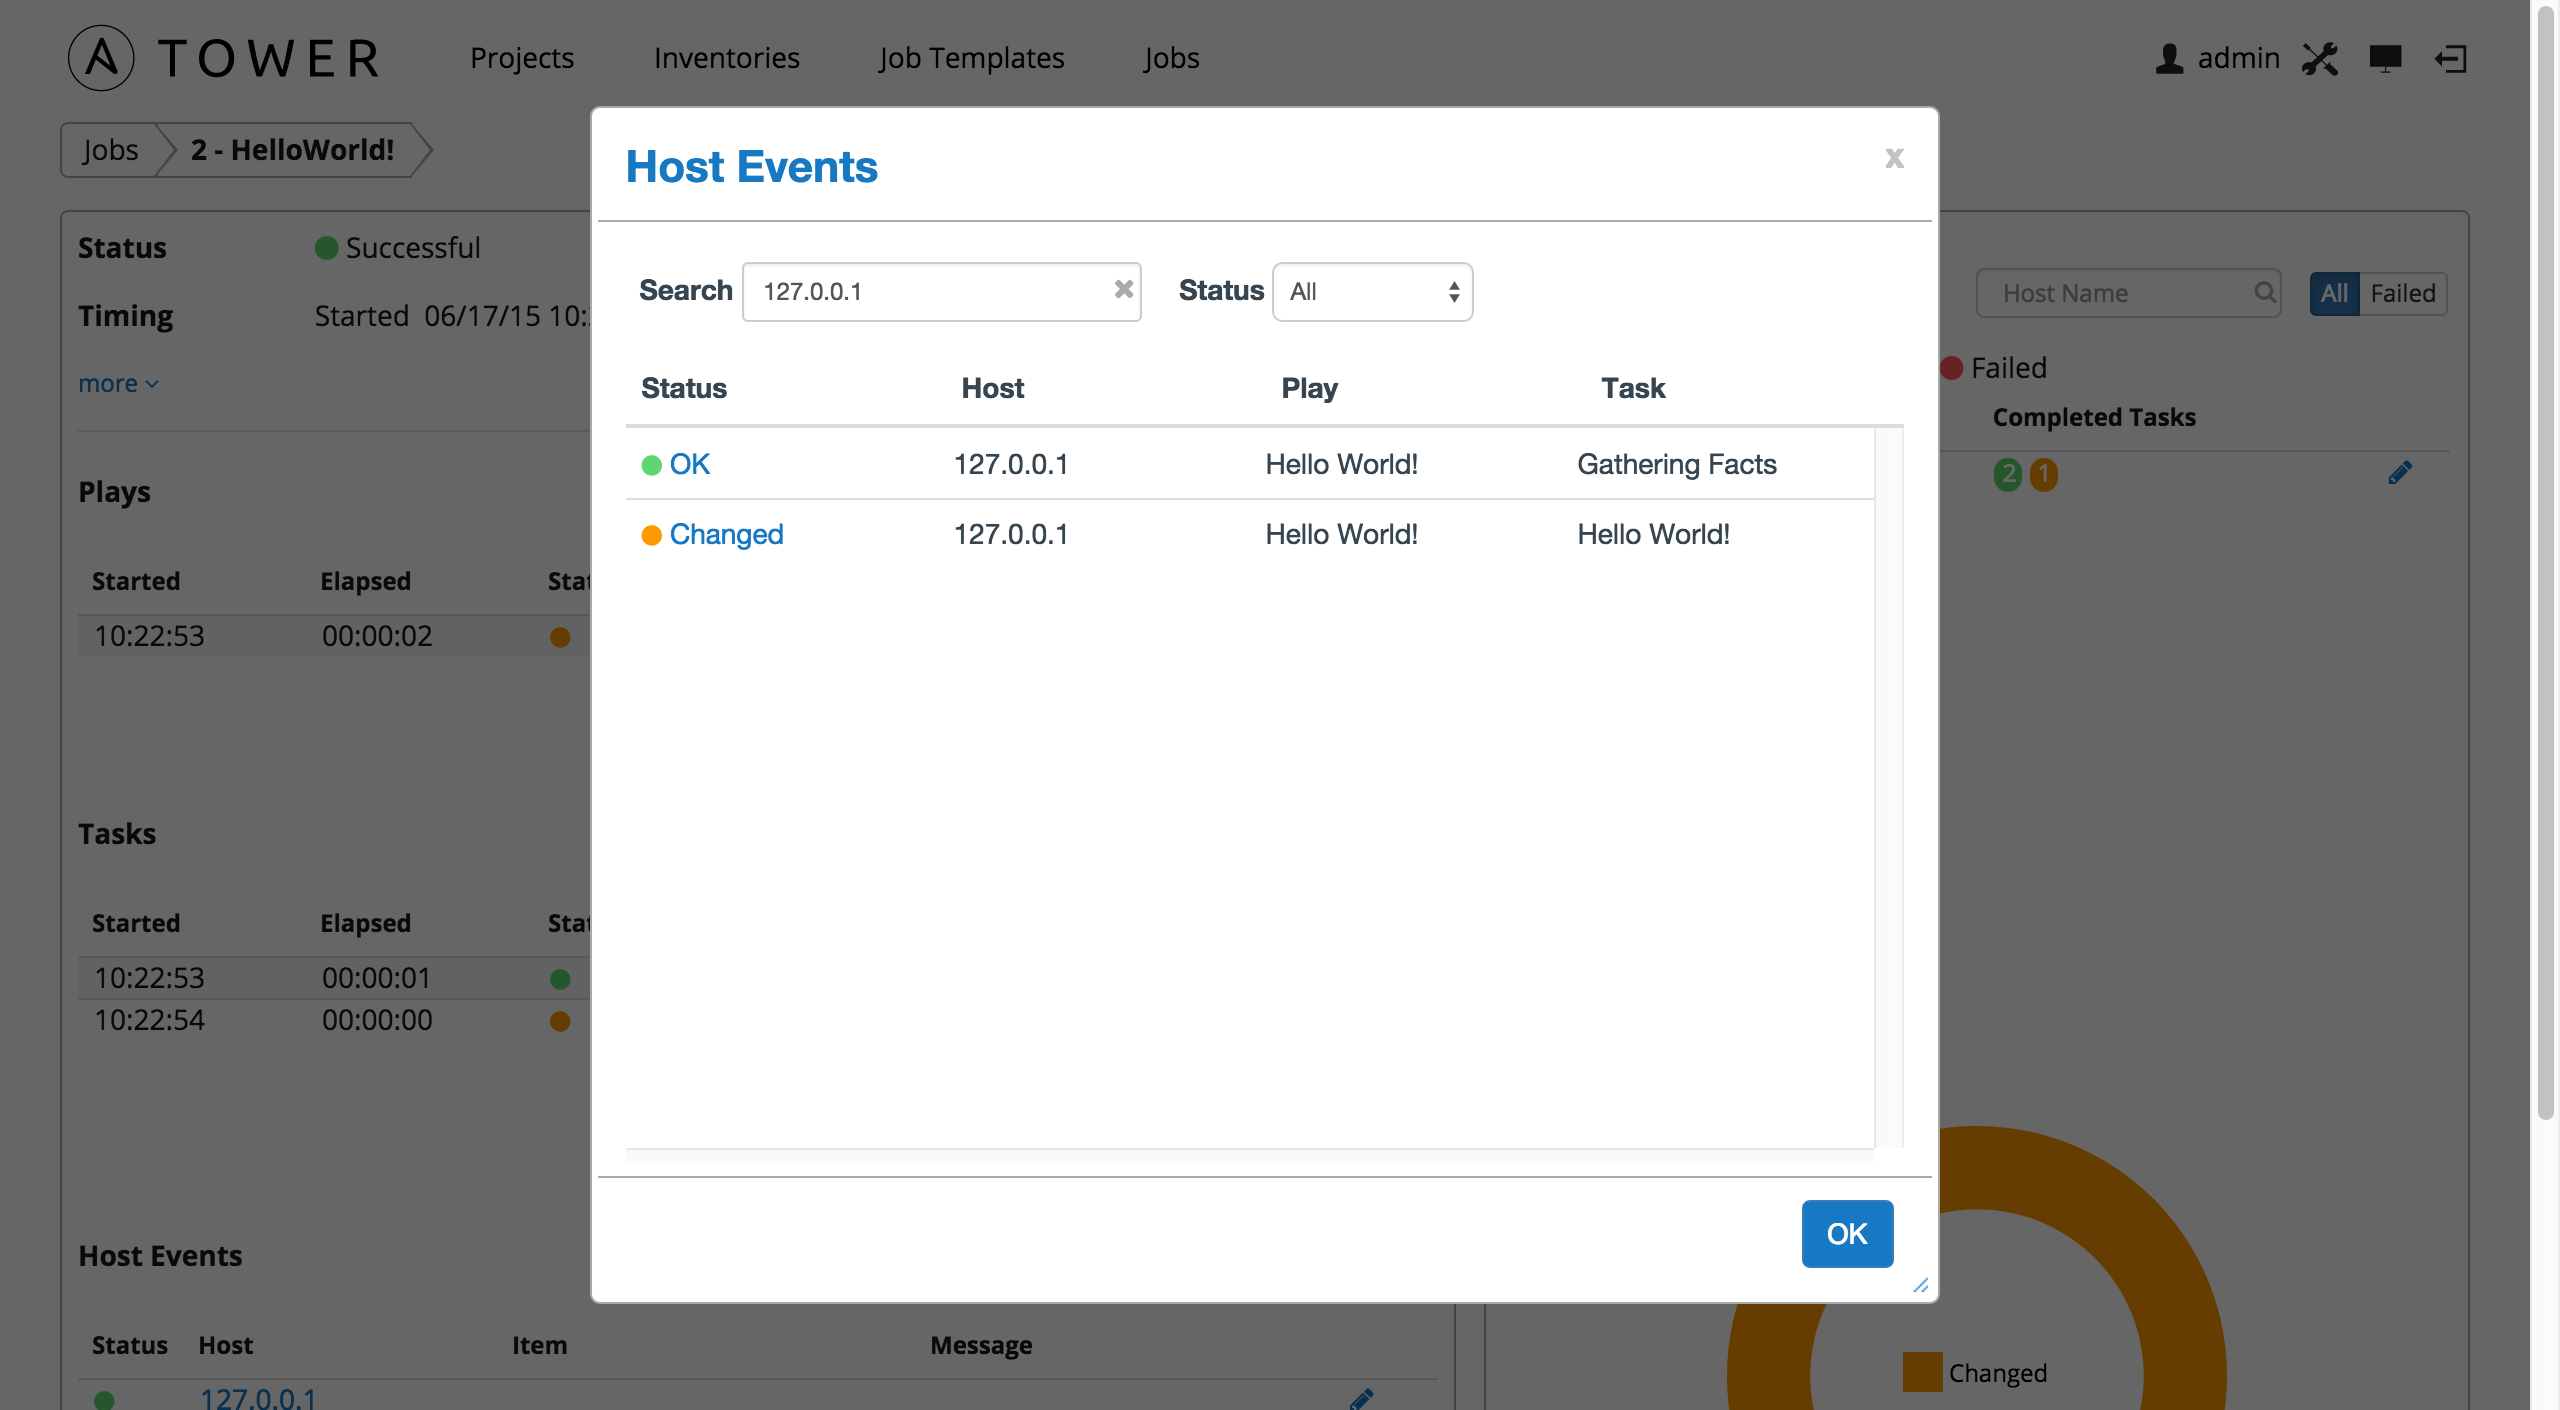 TOWER Projects Inventories Job Templates Jobs admin
Jobs 2 - HelloWorld!
Host Events x
Status Successful
Timing Started 06/17/15 10:
more
Search 127.0.0.1 Status All
Host Name All Failed
Failed
Completed Tasks
2 1
Status Host Play Task
OK 127.0.0.1 Hello World! Gathering Facts
Changed 127.0.0.1 Hello World! Hello World!
OK
Plays
Started Elapsed
10:22:53 00:00:02
Tasks
Started Elapsed
10:22:53 00:00:01
10:22:54 00:00:00
Host Events
Status Host Item Message
127.0.0.1
Changed